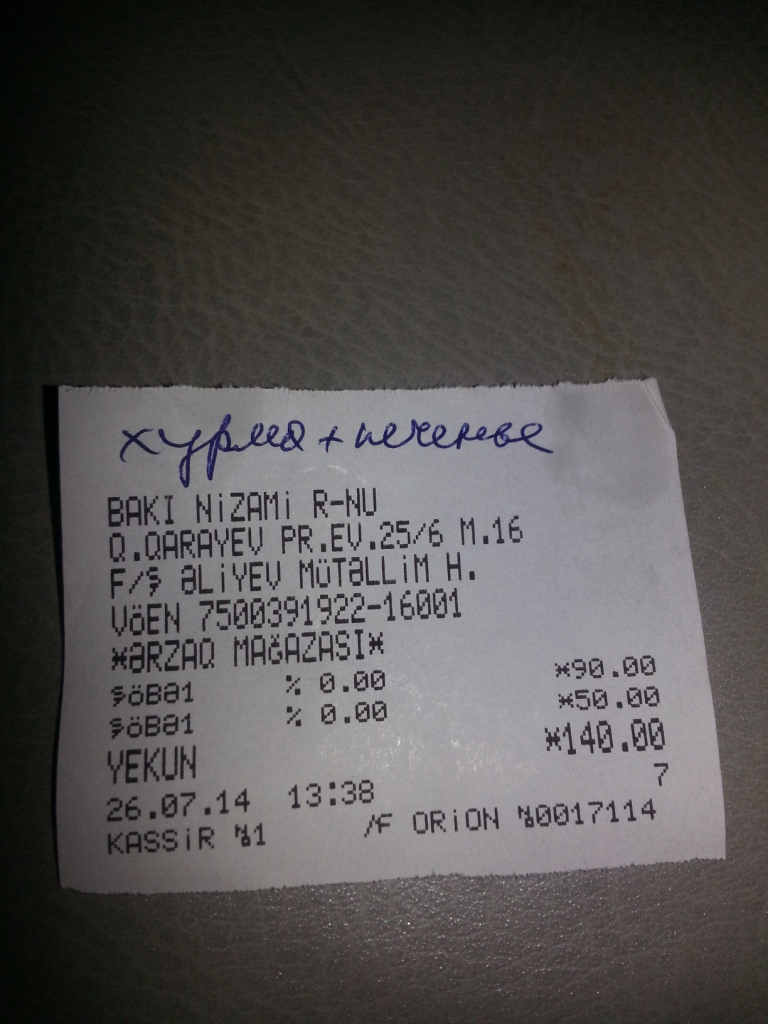 хурма + печенье
BAKI NiZAMi R-NU
Q.QARAYEV PR.EV.25/6 M.16
F/Ş ƏLiYEV MÜTƏLLiM H.
VÖEN 7500391922-16001
*ƏRZAQ MAĞAZASI*
ŞÖBƏ1 % 0.00 *90.00
ŞÖBƏ1 % 0.00 *50.00
YEKUN *140.00
26.07.14 13:38 7
KASSiR №1 /F ORiON №0017114